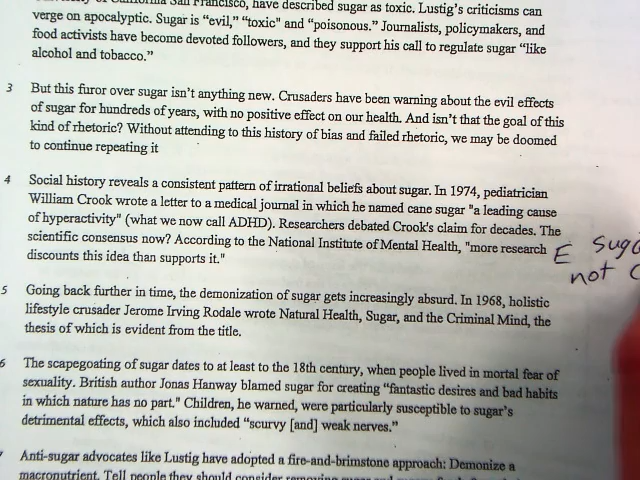 San Francisco, have described sugar as toxic. Lustig's criticisms can
verge on apocalyptic. Sugar is "evil," "toxic" and "poisonous." Journalists, policymakers, and
food activists have become devoted followers, and they support his call to regulate sugar "like
alcohol and tobacco."
3 But this furor over sugar isn't anything new. Crusaders have been warning about the evil effects
of sugar for hundreds of years, with no positive effect on our health. And isn't that the goal of this
kind of rhetoric? Without attending to this history of bias and failed rhetoric, we may be doomed
to continue repeating it
4 Social history reveals a consistent pattern of irrational beliefs about sugar. In 1974, pediatrician
William Crook wrote a letter to a medical journal in which he named cane sugar "a leading cause
of hyperactivity" (what we now call ADHD). Researchers debated Crook's claim for decades. The
scientific consensus now? According to the National Institute of Mental Health, "more research
discounts this idea than supports it."
E
not
5 Going back further in time, the demonization of sugar gets increasingly absurd. In 1968, holistic
lifestyle crusader Jerome Irving Rodale wrote Natural Health, Sugar, and the Criminal Mind, the
thesis of which is evident from the title.
6 The scapegoating of sugar dates to at least to the 18th century, when people lived in mortal fear of
sexuality. British author Jonas Hanway blamed sugar for creating "fantastic desires and bad habits
in which nature has no part." Children, he warned, were particularly susceptible to sugar's
detrimental effects, which also included "scurvy [and] weak nerves."
Anti-sugar advocates like Lustig have adopted a fire-and-brimstone approach: Demonize a
macronutrient. Tell people they should consider removing